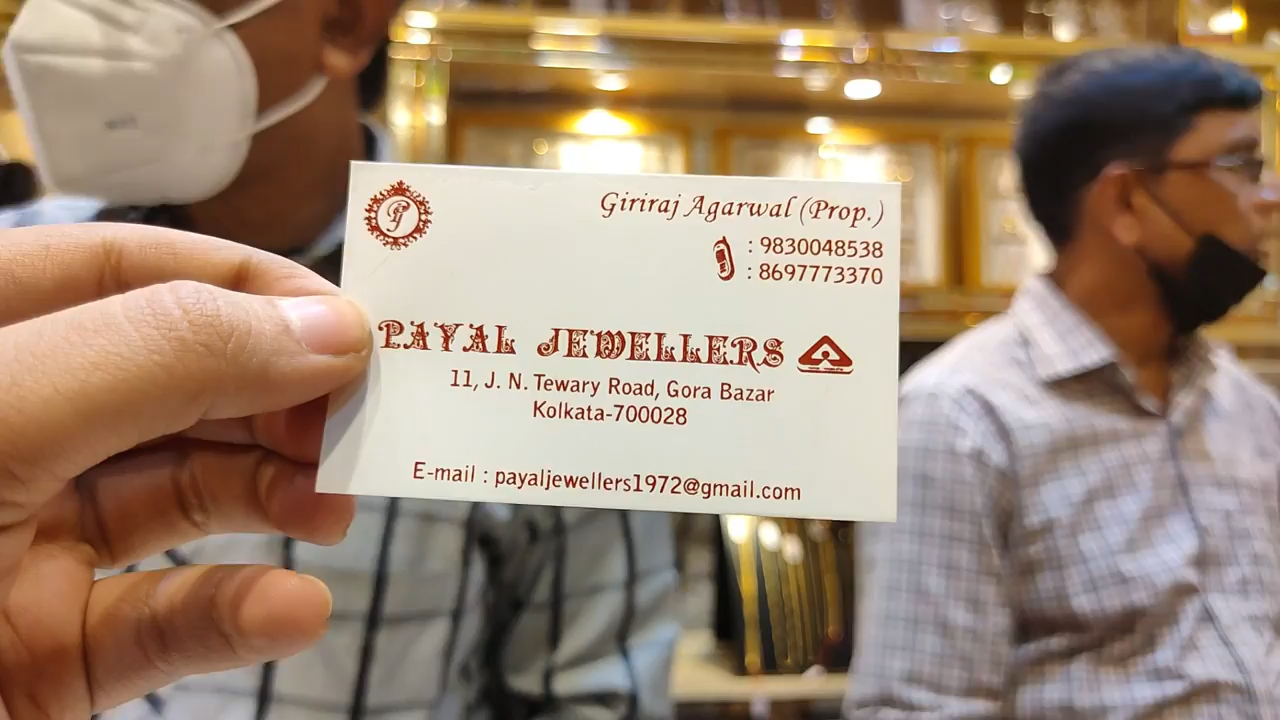 Giriraj Agarwal (Prop.)
: 9830048538
: 8697773370
PAYAL JEWELLERS
11, J. N. Tewary Road, Gora Bazar
Kolkata-700028
E-mail : payaljewellers1972@gmail.com